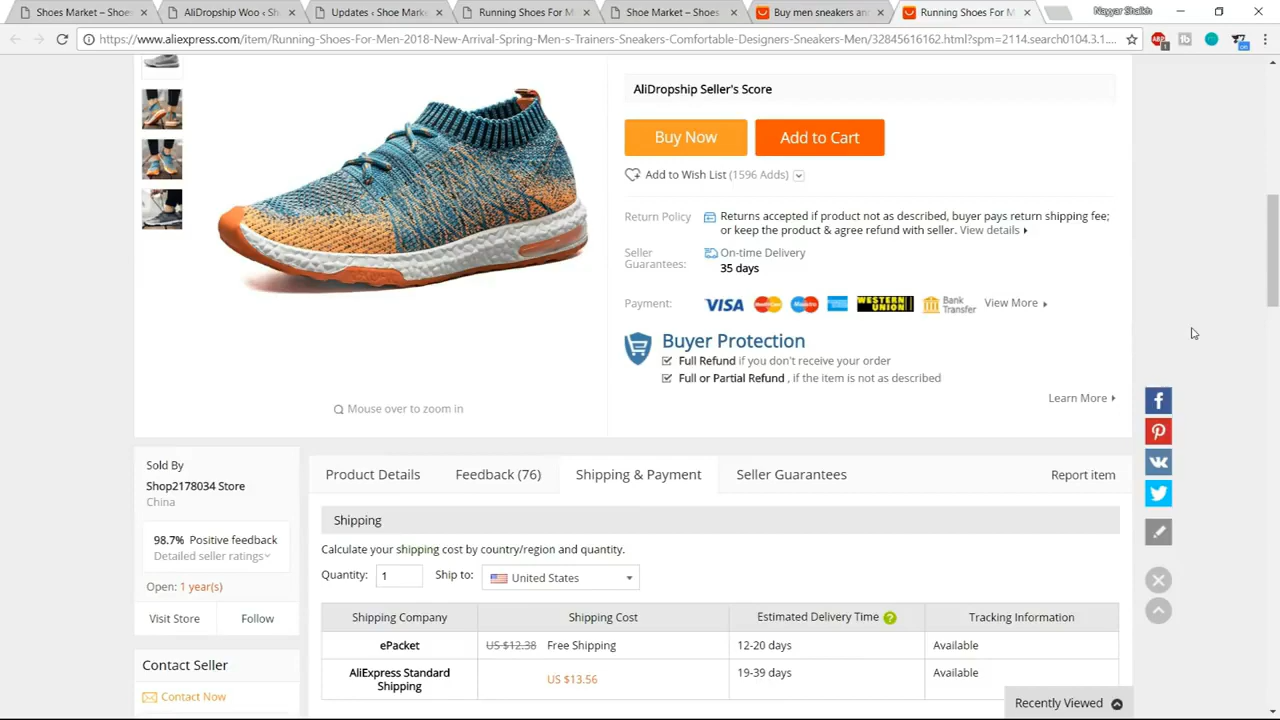 Shoes Market –
AliDropship Woo ‹ Sh
Updates ‹ Shoe Market
Running Shoes For M
Shoe Market – Shoes
Buy men sneakers an
Running Shoes For M
Nayyar Shaikh
https://www.aliexpress.com/item/Running-Shoes-For-Men-2018-New-Arrival-Spring-Men-s-Trainers-Sneakers-Comfortable-Designers-Sneakers-Men/32845616162.html?spm=2114.search0104.3.1....
AliDropship Seller's Score
Buy Now
Add to Cart
Add to Wish List (1596 Adds)
Return Policy
Returns accepted if product not as described, buyer pays return shipping fee;
or keep the product & agree refund with seller. View details
Seller
Guarantees:
On-time Delivery
35 days
Payment:
VISA
WESTERN
UNION
Bank
Transfer
View More
Buyer Protection
Full Refund if you don't receive your order
Full or Partial Refund , if the item is not as described
Learn More
Mouse over to zoom in
Sold By
Shop2178034 Store
China
98.7% Positive feedback
Detailed seller ratings
Open: 1 year(s)
Visit Store
Follow
Contact Seller
Contact Now
Product Details
Feedback (76)
Shipping & Payment
Seller Guarantees
Report item
Shipping
Calculate your shipping cost by country/region and quantity.
Quantity: 1 Ship to: United States
Shipping Company
Shipping Cost
Estimated Delivery Time
Tracking Information
ePacket
US $12.38 Free Shipping
12-20 days
Available
AliExpress Standard
Shipping
US $13.56
19-39 days
Available
Recently Viewed